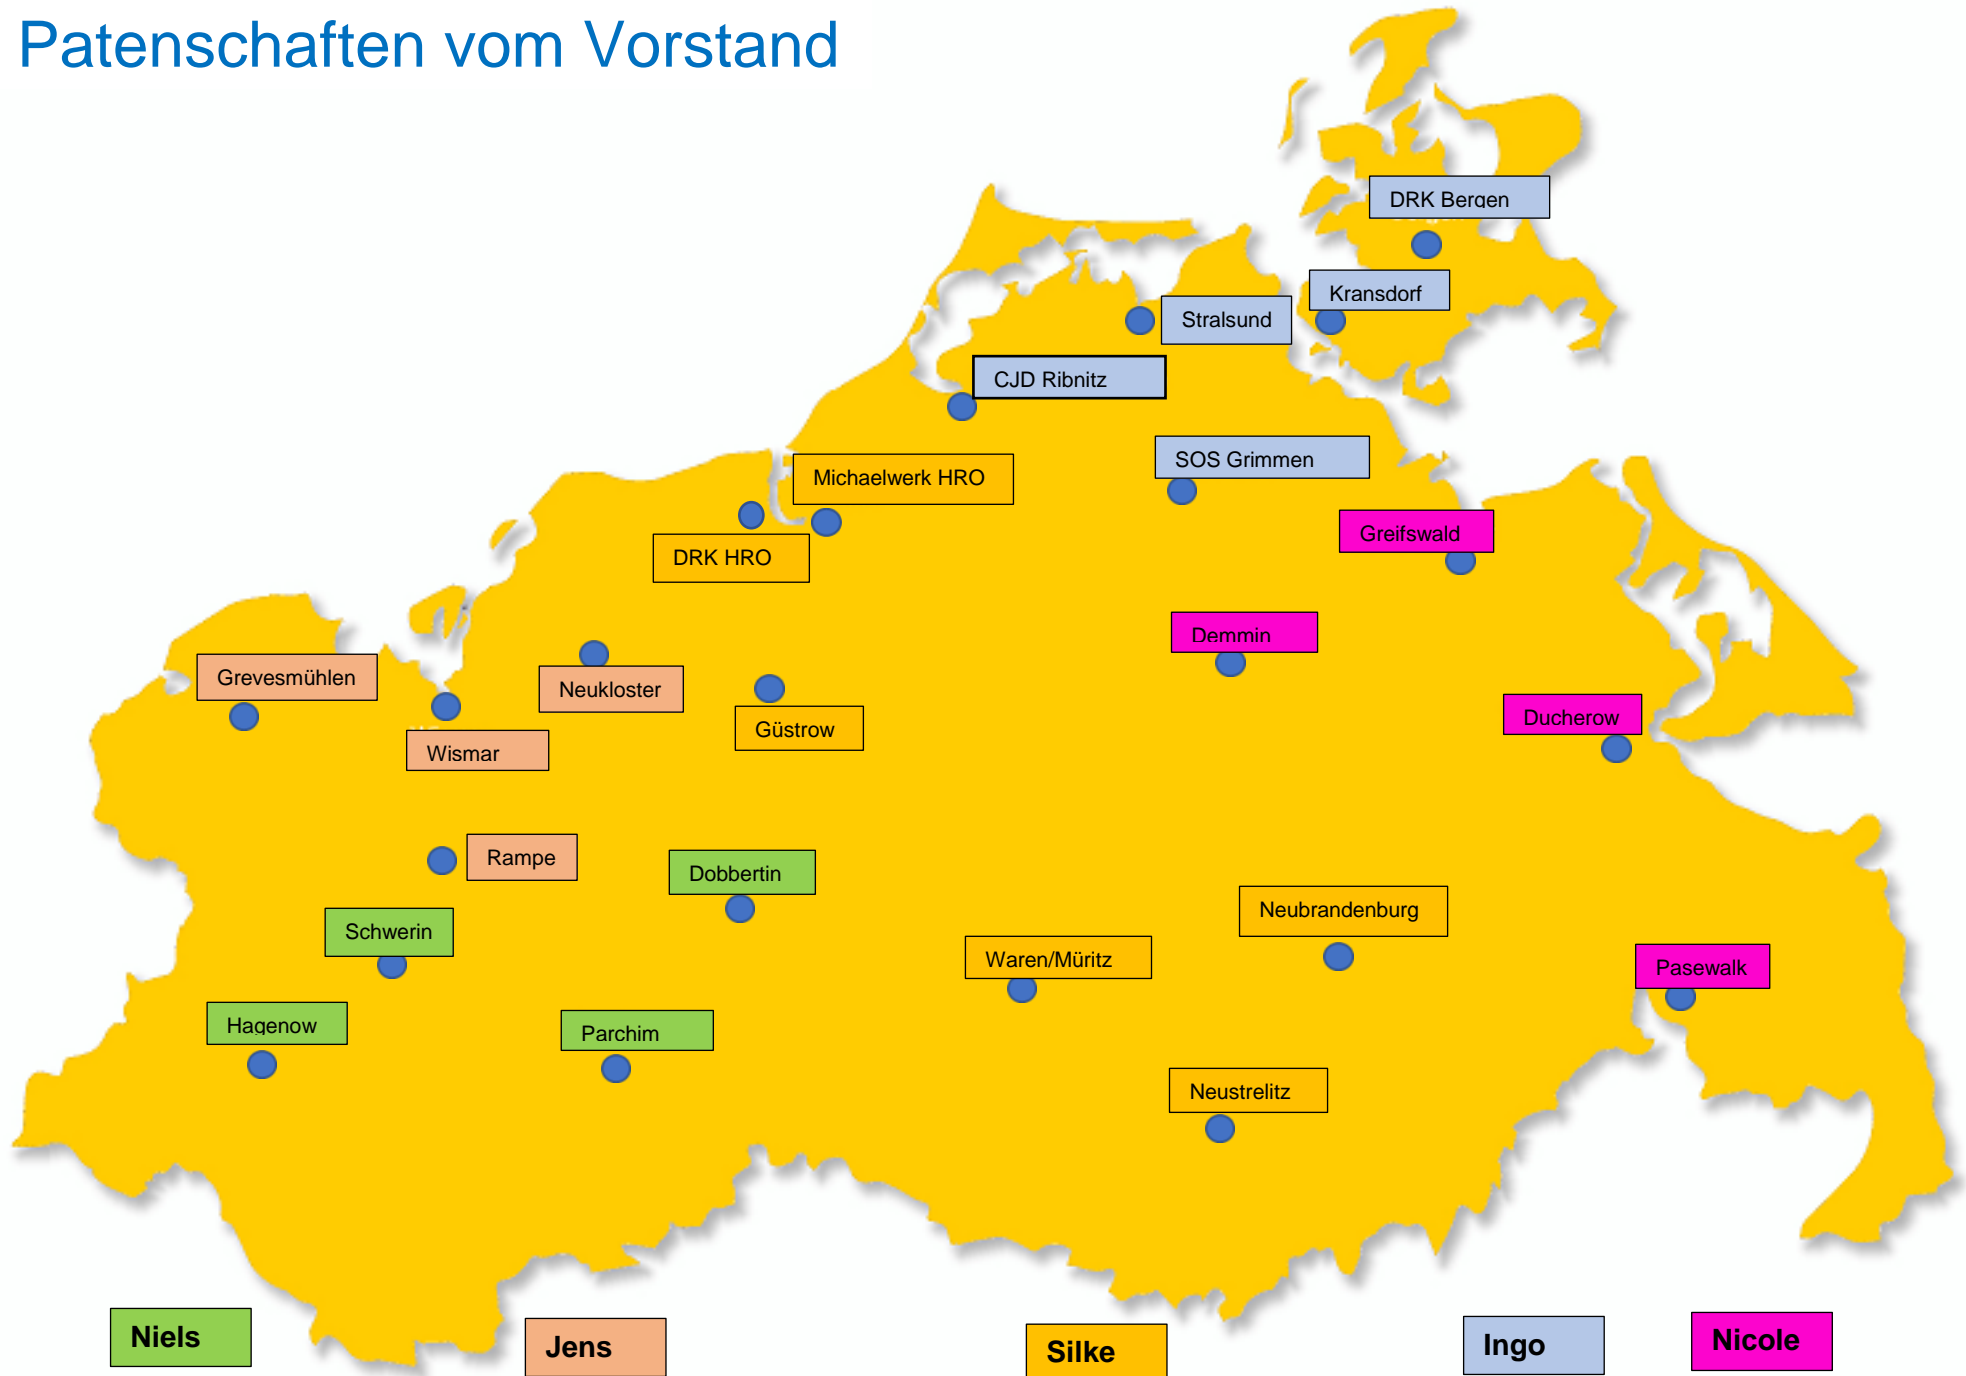 Patenschaften vom Vorstand
DRK Bergen
Kransdorf
Stralsund
CJD Ribnitz
SOS Grimmen
Michaelwerk HRO
DRK HRO
Greifswald
Demmin
Grevesmühlen
Neukloster
Wismar
Güstrow
Ducherow
Rampe
Dobbertin
Schwerin
Neubrandenburg
Waren/Müritz
Pasewalk
Hagenow
Parchim
Neustrelitz
Niels
Jens
Silke
Ingo
Nicole